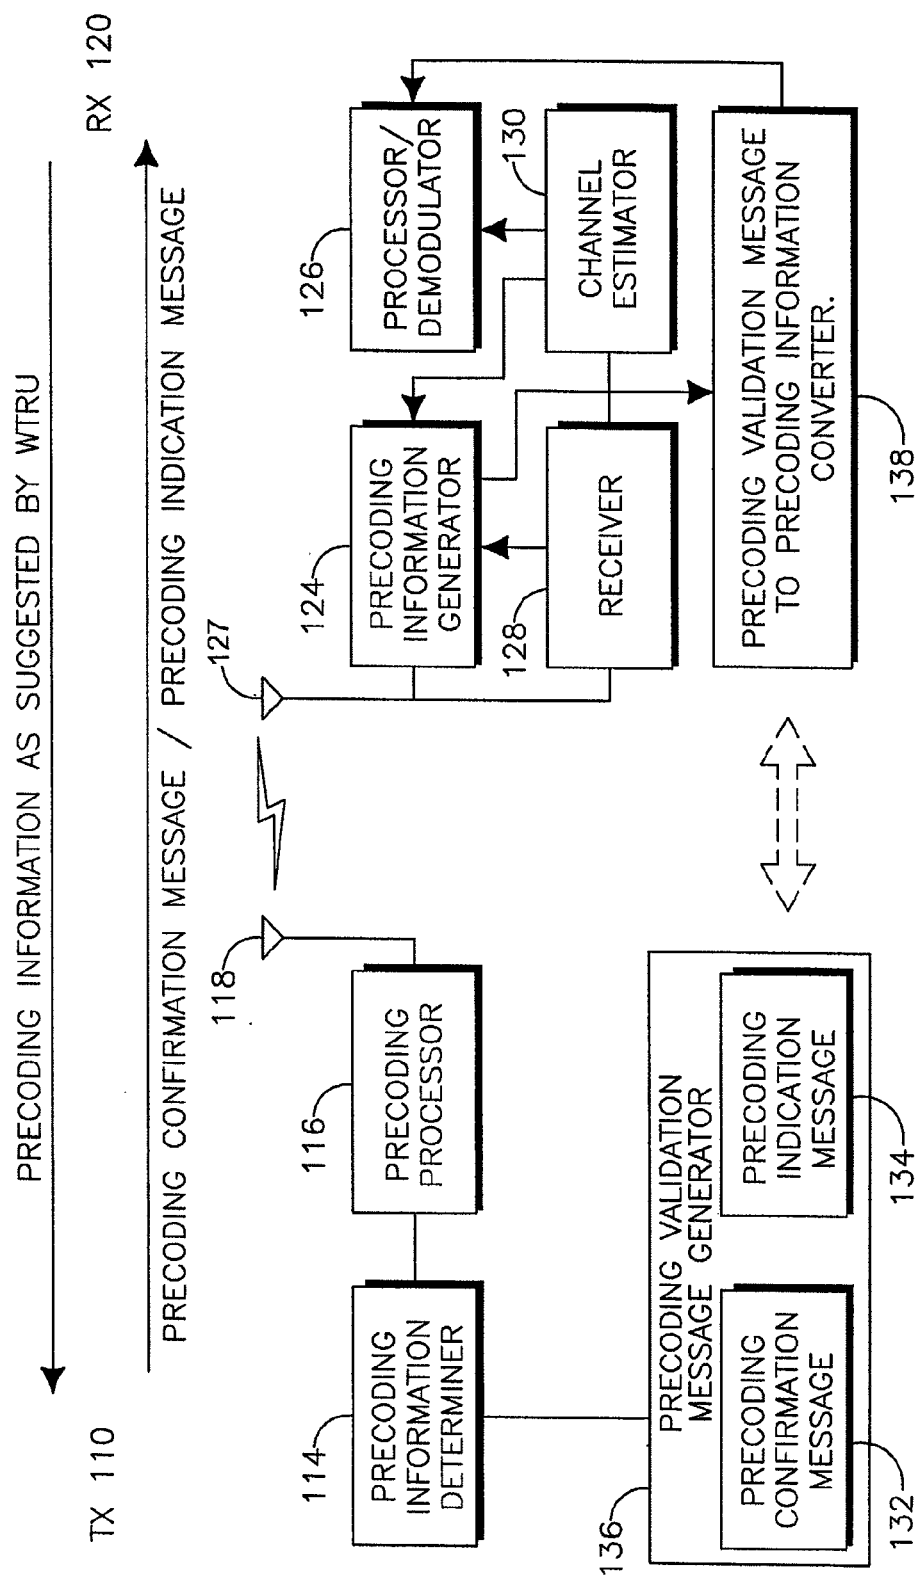 PRECODING INFORMATION AS SUGGESTED BY WTRU
TX 110
RX 120
PRECODING CONFIRMATION MESSAGE / PRECODING INDICATION MESSAGE
118
127
114
PRECODING
INFORMATION
DETERMINER
116
PRECODING
PROCESSOR
124
PRECODING
INFORMATION
GENERATOR
126
PROCESSOR/
DEMODULATOR
128
RECEIVER
130
CHANNEL
ESTIMATOR
136
PRECODING VALIDATION
MESSAGE GENERATOR
PRECODING
CONFIRMATION
MESSAGE
132
PRECODING
INDICATION
MESSAGE
134
PRECODING VALIDATION MESSAGE
TO PRECODING INFORMATION
CONVERTER.
138